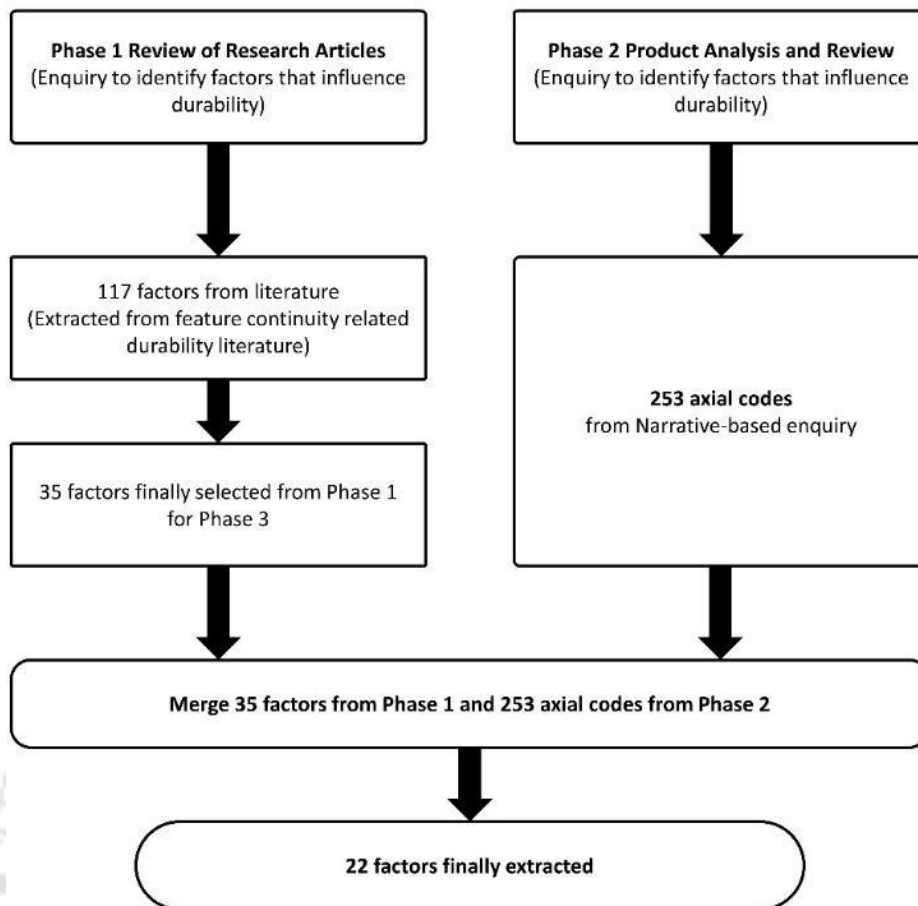 Phase 1 Review of Research Articles
(Enquiry to identify factors that influence
durability)
Phase 2 Product Analysis and Review
(Enquiry to identify factors that influence
durability)
117 factors from literature
(Extracted from feature continuity related
durability literature)
253 axial codes
from Narrative-based enquiry
35 factors finally selected from Phase 1
for Phase 3
Merge 35 factors from Phase 1 and 253 axial codes from Phase 2
22 factors finally extracted